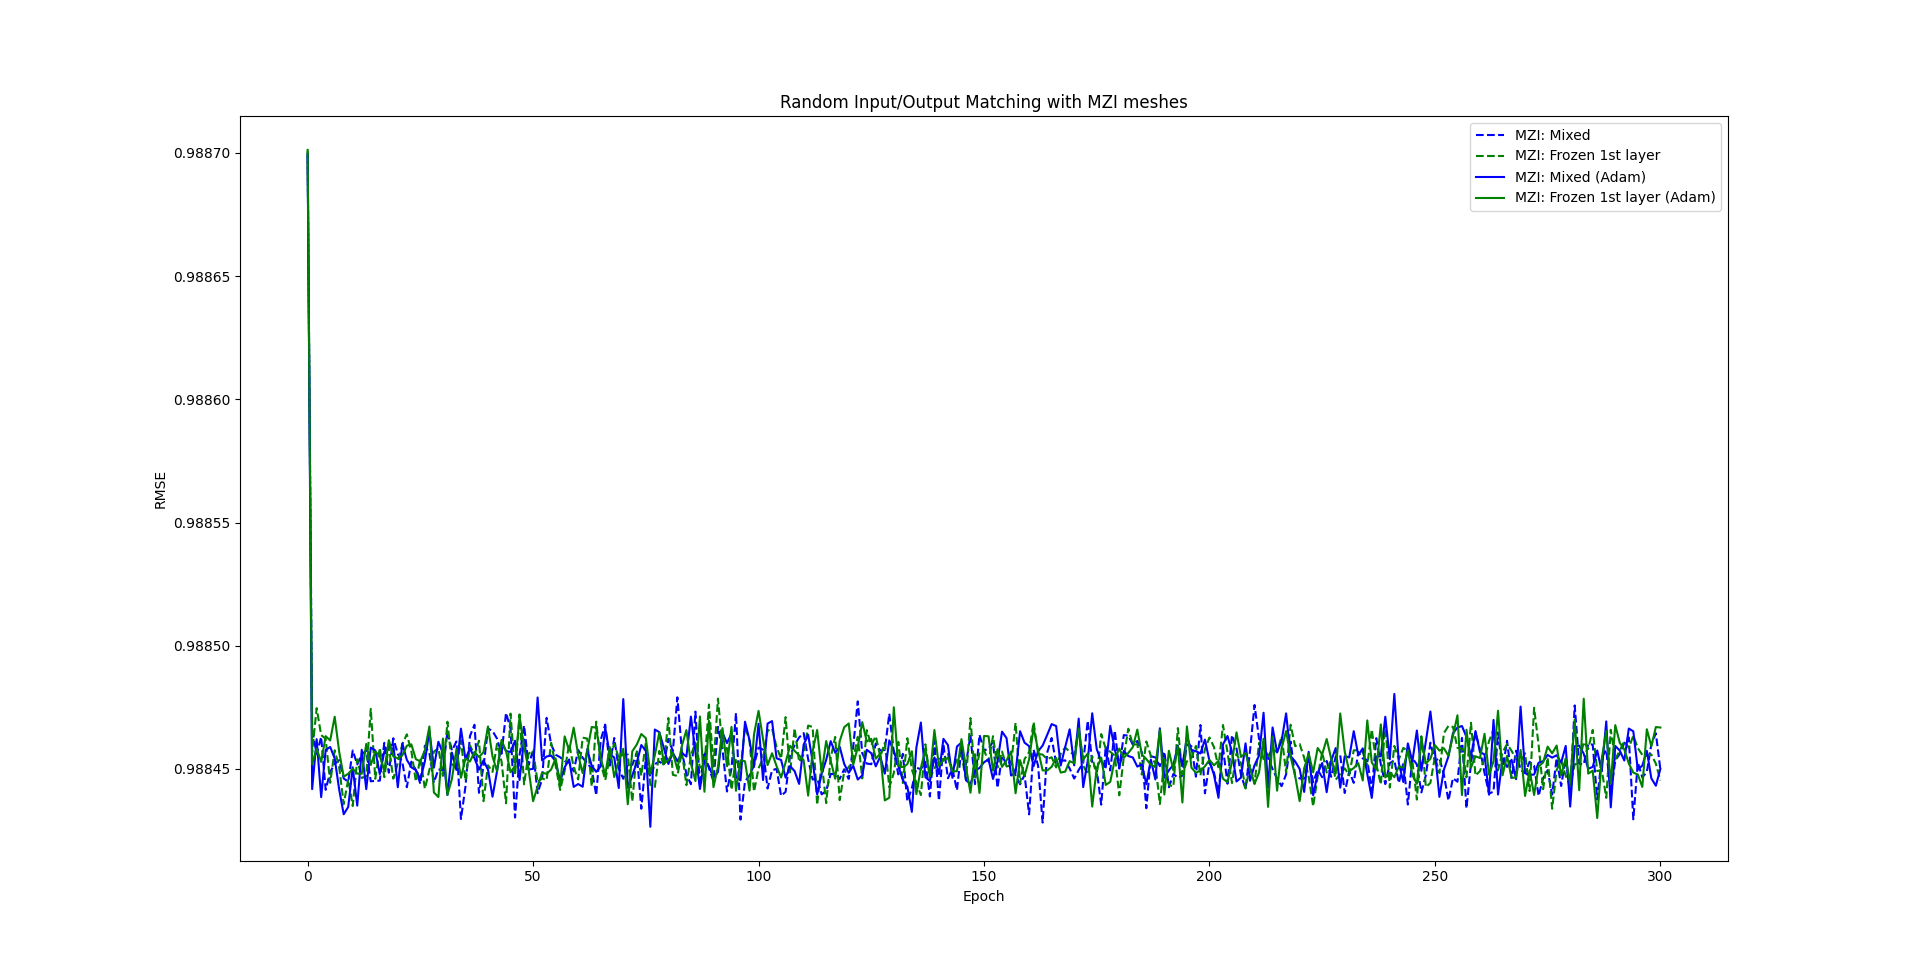 Random Input/Output Matching with MZI meshes
MZI: Mixed
MZI: Frozen 1st layer
MZI: Mixed (Adam)
MZI: Frozen 1st layer (Adam)
0.98870
0.98865
0.98860
0.98855
0.98850
0.98845
RMSE
0 50 100 150 200 250 300
Epoch